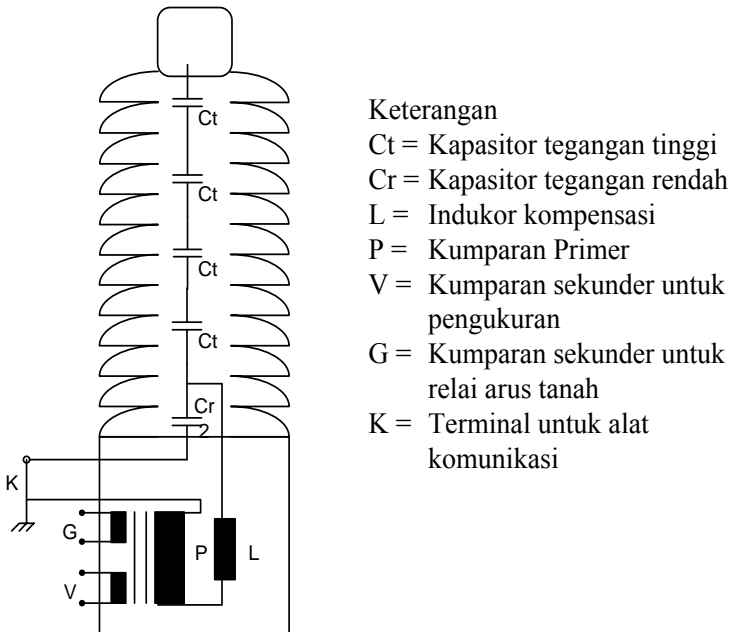 Ct
Ct
Ct
Ct
Cr
2
K
G
P
L
V
Keterangan
Ct = Kapasitor tegangan tinggi
Cr = Kapasitor tegangan rendah
L = Indukor kompensasi
P = Kumparan Primer
V = Kumparan sekunder untuk
pengukuran
G = Kumparan sekunder untuk
relai arus tanah
K = Terminal untuk alat
komunikasi